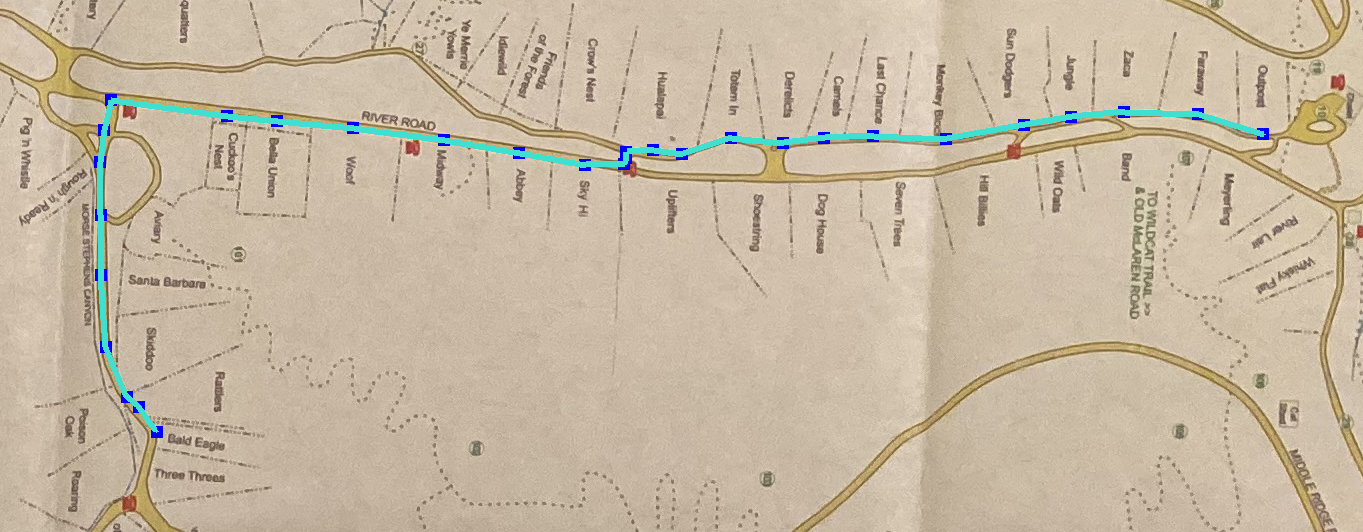 quatters
27
Ye Merrie
Yowls
Idlewild
Friends
of the Forest
Crow's Nest
Hualapai
Totem In
Derelicts
Camels
Last Chance
Monkey Block
Sun Dodgers
Jungle
Zaca
Faraway
Outpost
RIVER ROAD
Pig 'n Whistle
Rough 'n Ready
MORSE STEPHENS CANYON
Aviary
Cuckoo's
Nest
Bella Union
Woof
Midway
Abbey
Sky Hi
Uplifters
Shoestring
Dog House
Seven Trees
Hill Billies
Wild Oats
Band
Meyerling
River Lair
Whisky Flat
TO WILDCAT TRAIL >>
& OLD McLAREN ROAD
Santa Barbara
Skiddoo
Rattlers
Poison
Oak
Bald Eagle
Three Threes
Roaring
MIDDLE RIDGE